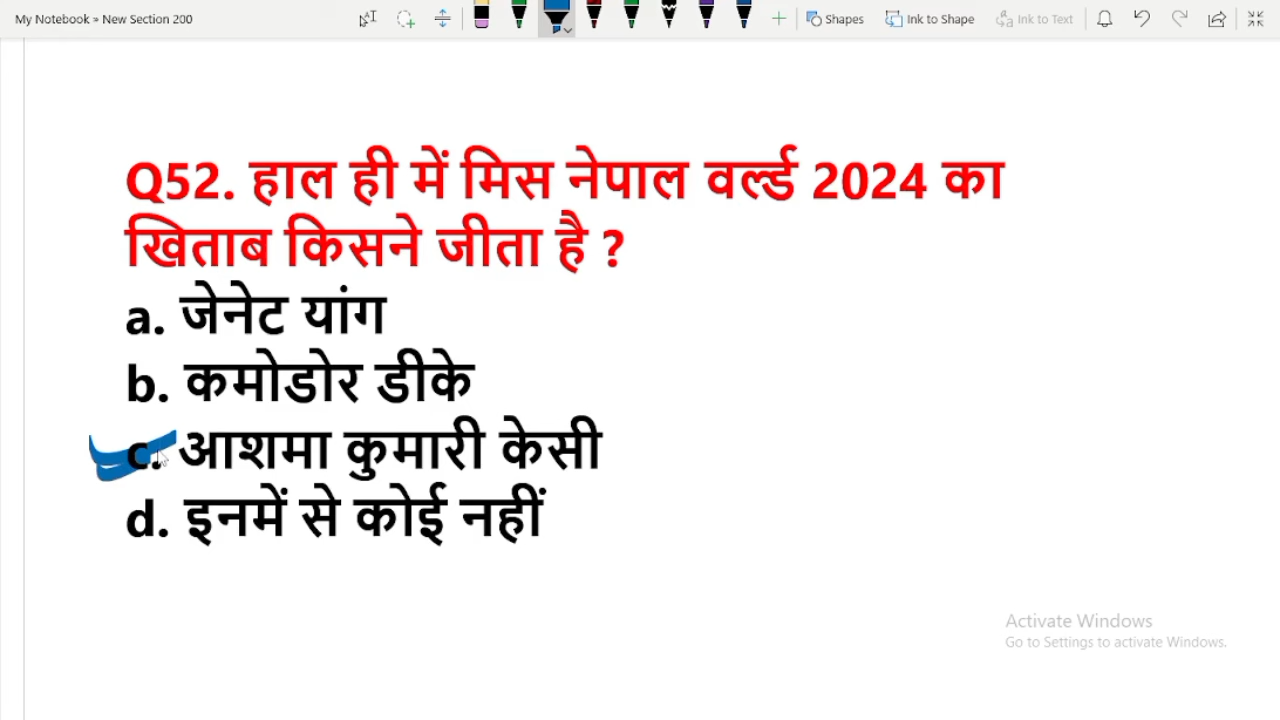 My Notebook » New Section 200
Shapes
Ink to Shape
Ink to Text
Q52. हाल ही में मिस नेपाल वर्ल्ड 2024 का
खिताब किसने जीता है ?
a. जेनेट यांग
b. कमोडोर डीके
c. आशमा कुमारी केसी
d. इनमें से कोई नहीं
Activate Windows
Go to Settings to activate Windows.